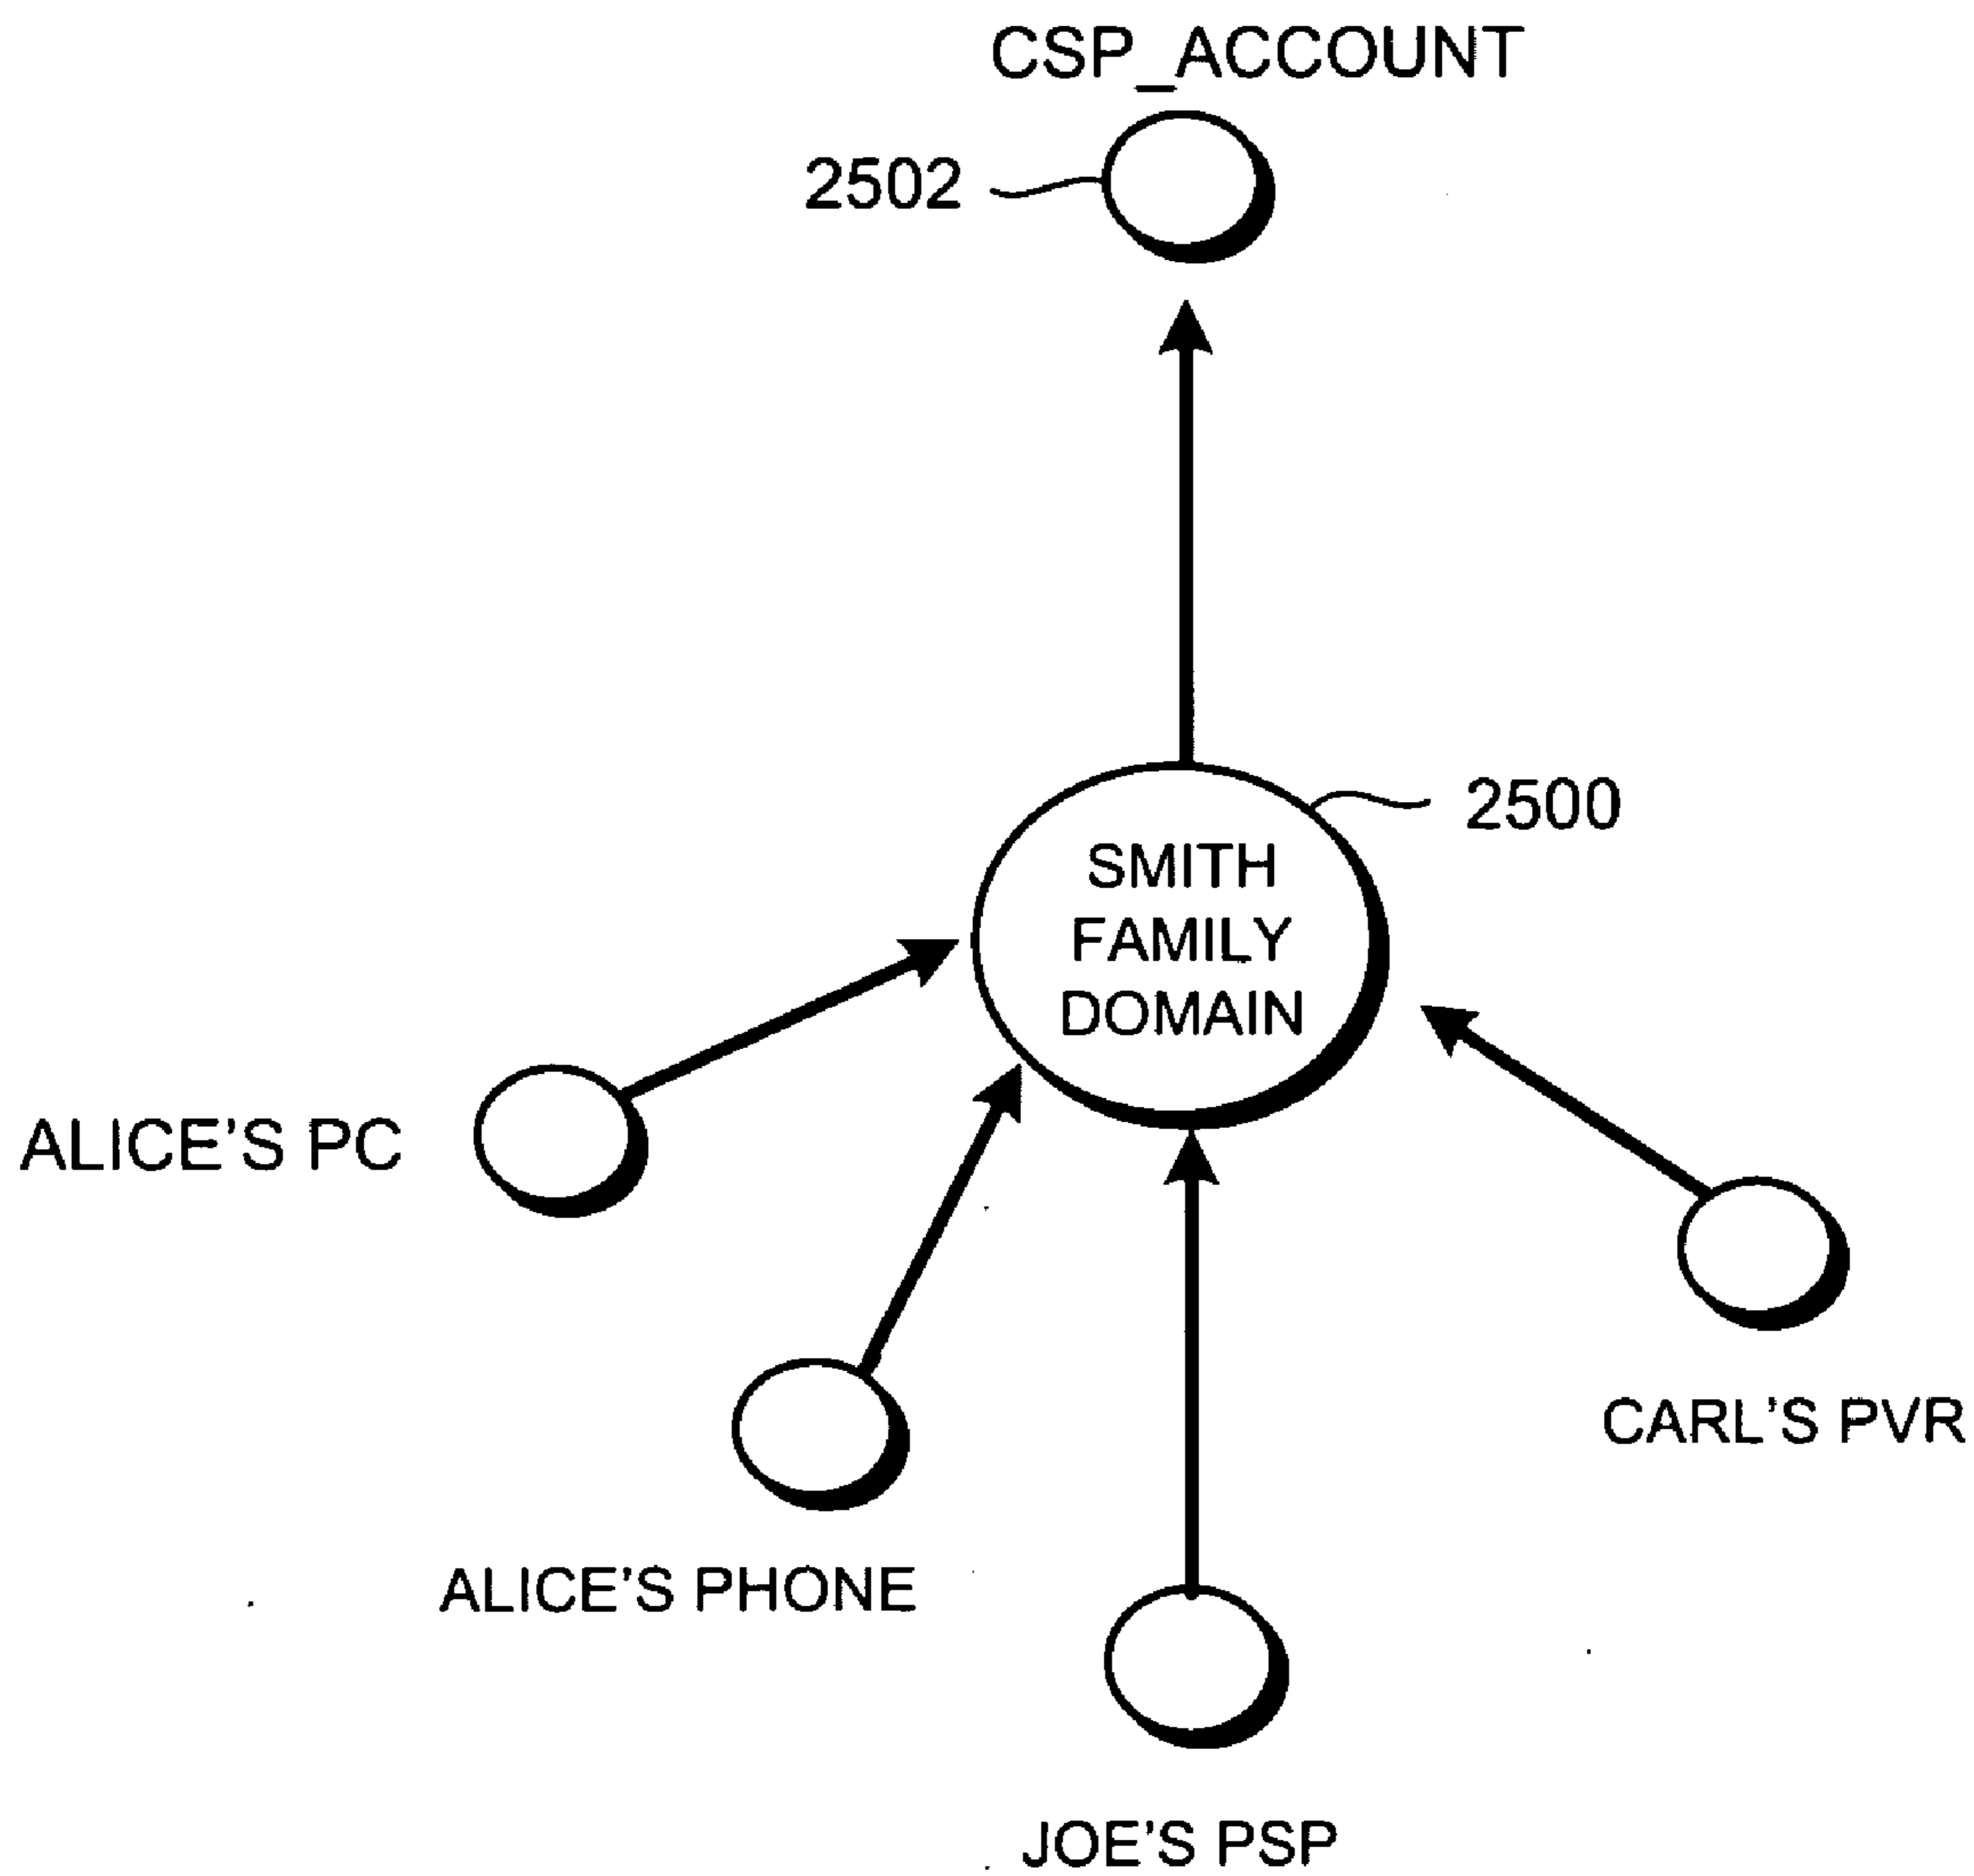 CSP_ACCOUNT
2502
2500
SMITH
FAMILY
DOMAIN
ALICE'S PC
CARL'S PVR
ALICE'S PHONE
JOE'S PSP